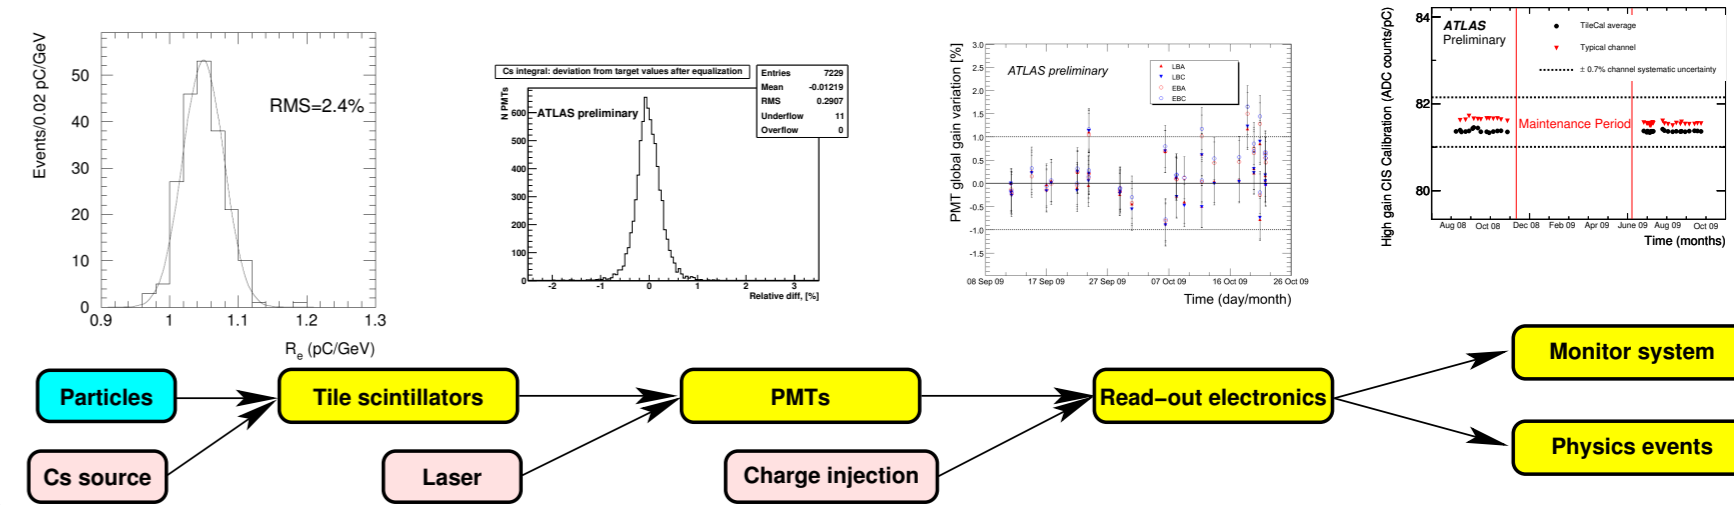 Events/0.02 pC/GeV
50
40
30
20
10
0
RMS=2.4%
0.9
1
1.1
1.2
1.3
R_e (pC/GeV)
Cs integral: deviation from target values after equalization
Entries 7229
Mean -0.01219
RMS 0.2907
Underflow 11
Overflow 0
N PMTs
ATLAS preliminary
600
500
400
300
200
100
0
-2
-1
0
1
2
3
Relative diff, [%]
PMT global gain variation [%]
3.0
2.5
2.0
1.5
1.0
0.5
0.0
-0.5
-1.0
-1.5
ATLAS preliminary
LBA
LBC
EBA
EBC
08 Sep 09
17 Sep 09
27 Sep 09
07 Oct 09
16 Oct 09
26 Oct 09
Time (day/month)
High gain CIS Calibration (ADC counts/pC)
84
82
80
ATLAS
Preliminary
TileCal average
Typical channel
± 0.7% channel systematic uncertainty
Maintenance Period
Aug 08
Oct 08
Dec 08
Feb 09
Apr 09
June 09
Aug 09
Oct 09
Time (months)
Particles
Tile scintillators
PMTs
Read−out electronics
Monitor system
Physics events
Cs source
Laser
Charge injection